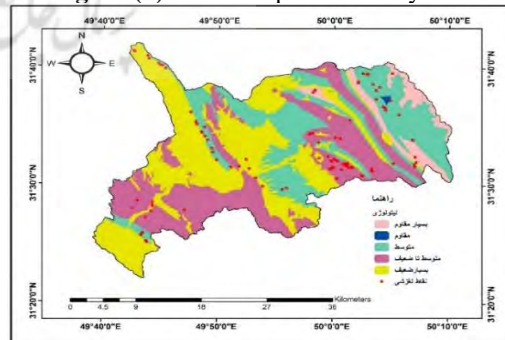 49°40'0"E 49°50'0"E 50°0'0"E 50°10'0"E
N
W E
S
31°40'0"N 31°40'0"N
31°30'0"N 31°30'0"N
31°20'0"N 31°20'0"N
راهنما
لیتولوژی
بسیار مقاوم
مقاوم
متوسط
متوسط تا ضعیف
بسیارضعیف
نقاط لغزشی
Kilometers
0 4.5 9 18 27 36
49°40'0"E 49°50'0"E 50°0'0"E 50°10'0"E